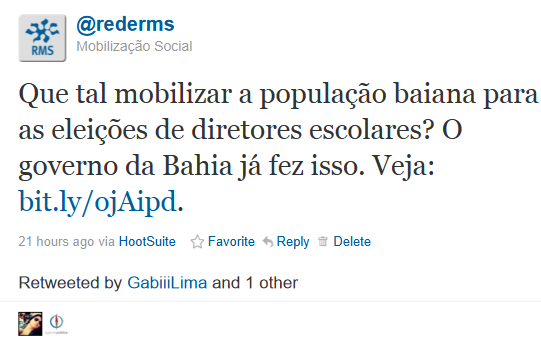 RMS
@rederms
Mobilização Social
Que tal mobilizar a população baiana para
as eleições de diretores escolares? O
governo da Bahia já fez isso. Veja:
bit.ly/ojAipd.
21 hours ago via HootSuite Favorite Reply Delete
Retweeted by GabiiiLima and 1 other